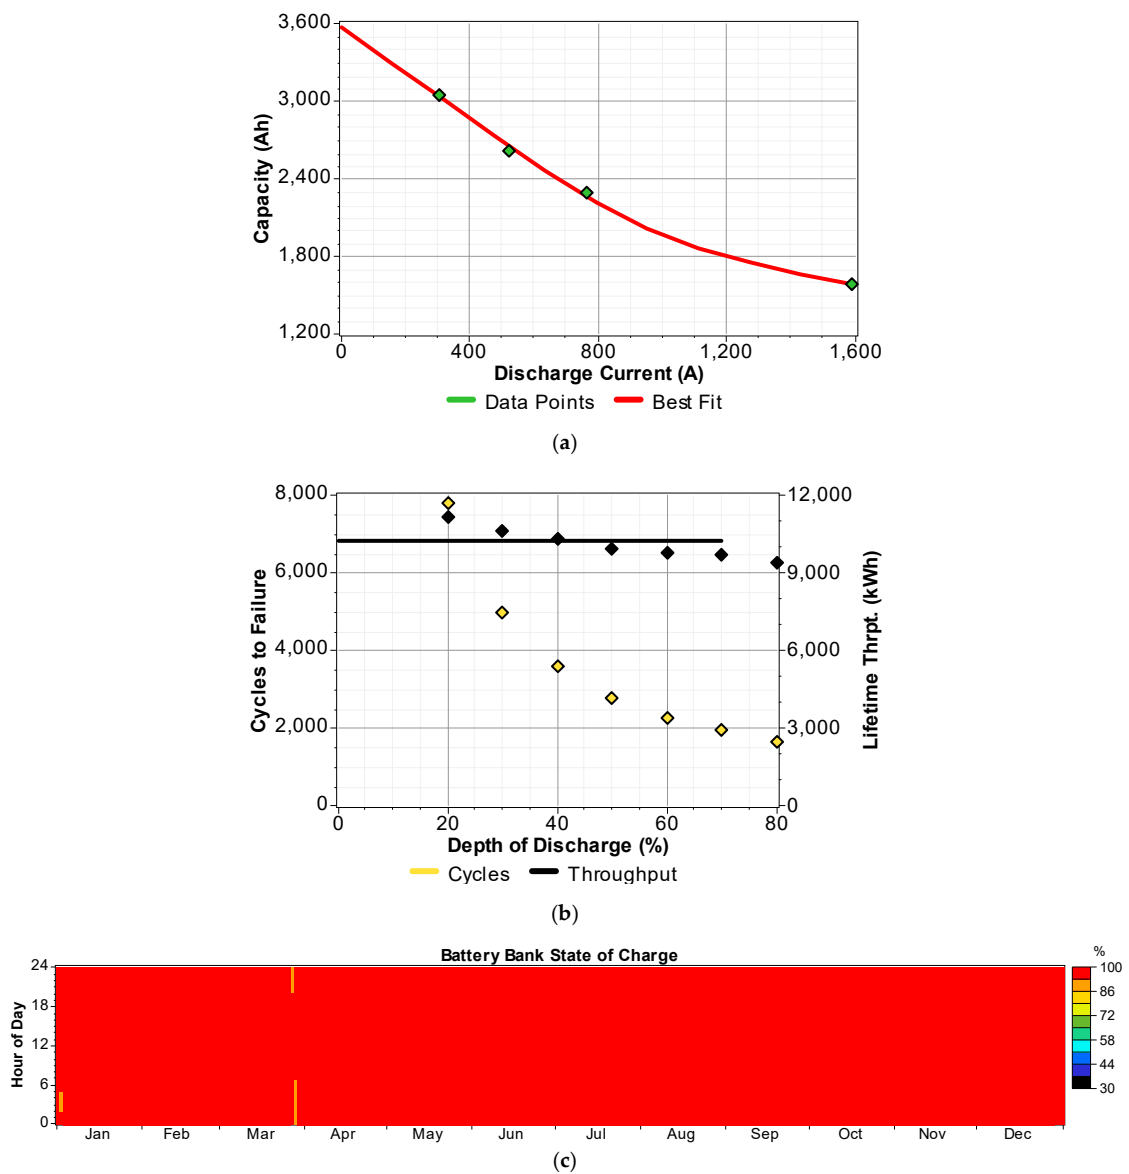 3,600
3,000
2,400
1,800
1,200
Capacity (Ah)
0 400 800 1,200 1,600
Discharge Current (A)
Data Points Best Fit
(a)
8,000 12,000
6,000 9,000
4,000 6,000
2,000 3,000
0 0
Cycles to Failure
Lifetime Thrpt. (kWh)
0 20 40 60 80
Depth of Discharge (%)
Cycles Throughput
(b)
Battery Bank State of Charge
%
24
18
12
6
0
Hour of Day
Jan Feb Mar Apr May Jun Jul Aug Sep Oct Nov Dec
100
86
72
58
44
30
(c)